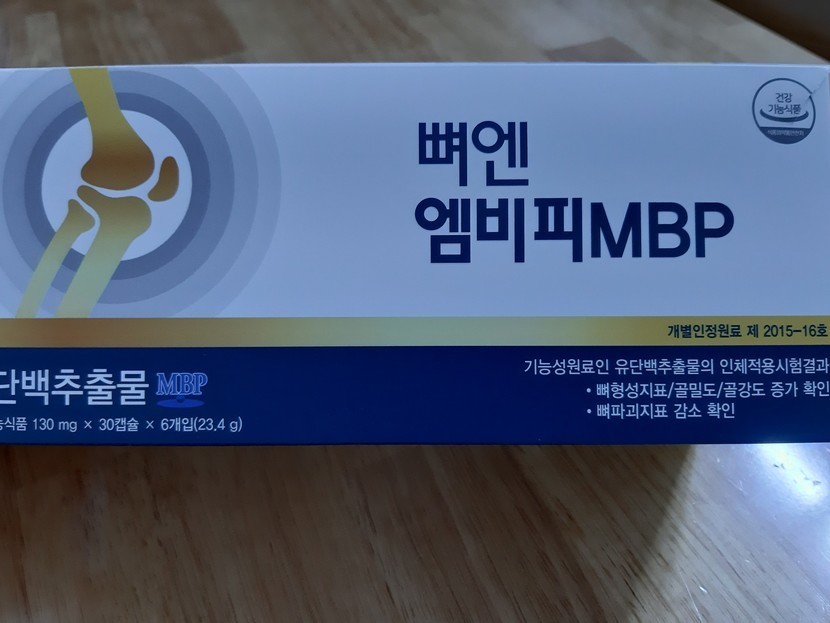 건강
기능식품
뼈엔
엠비피MBP
개별인정원료 제 2015-16호
단백추출물 MBP
능식품 130 mg × 30캡슐 × 6개입(23.4 g)
기능성원료인 유단백추출물의 인체적용시험결과
• 뼈형성지표/골밀도/골강도 증가 확인
• 뼈파괴지표 감소 확인